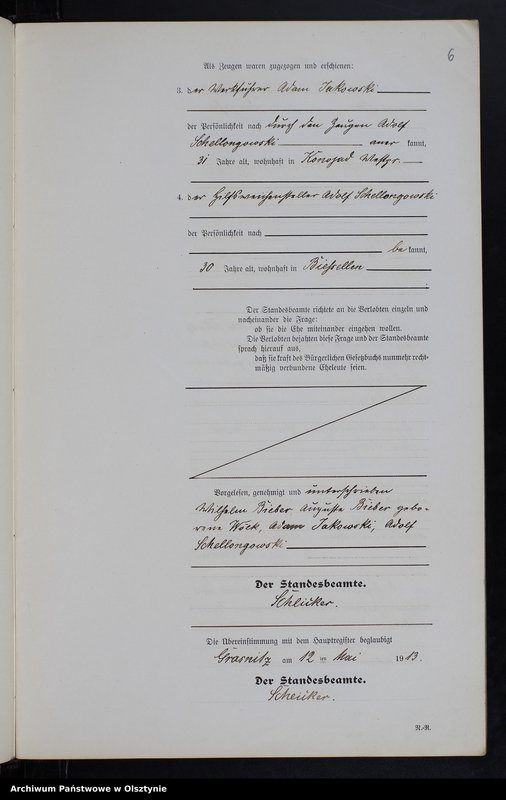 6
Als Zeugen waren zugezogen und erschienen:
3. der Werkführer Adam Jakowski
der Persönlichkeit nach durch den Zeugen Adolf
Schellongowski aner kannt,
31 Jahre alt, wohnhaft in Konojad Westpr.
4. der Hilfsweichensteller Adolf Schellongowski
der Persönlichkeit nach
be kannt,
30 Jahre alt, wohnhaft in Biessellen
Der Standesbeamte richtete an die Verlobten einzeln und
nacheinander die Frage:
ob sie die Ehe miteinander eingehen wollen.
Die Verlobten bejahten diese Frage und der Standesbeamte
sprach hierauf aus,
daß sie kraft des Bürgerlichen Gesetzbuchs nunmehr recht-
mäßig verbundene Eheleute seien.
Vorgelesen, genehmigt und unterschrieben
Wilhelm Bieber, Auguste Bieber gebo-
rene Wock, Adam Jakowski, Adolf
Schellongowski
Der Standesbeamte.
Schlüker.
Die Übereinstimmung mit dem Hauptregister beglaubigt
Grasnitz am 12 ten Mai 1913.
Der Standesbeamte.
Schlüker.
R.-R.
Archiwum Państwowe w Olsztynie